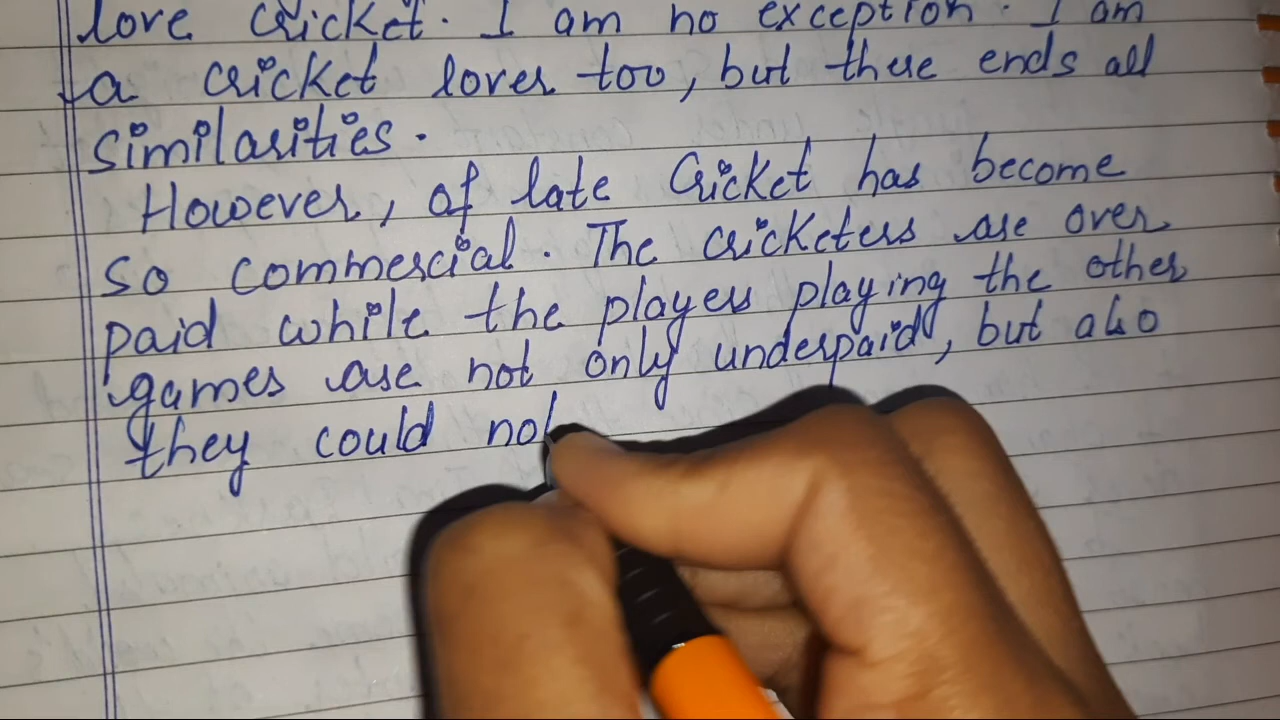 love cricket. I am no exception. I am
a cricket lover too, but there ends all
similarities.
However, of late Cricket has become
so commercial. The cricketers are over
paid while the players playing the other
games are not only underpaid, but also
they could not